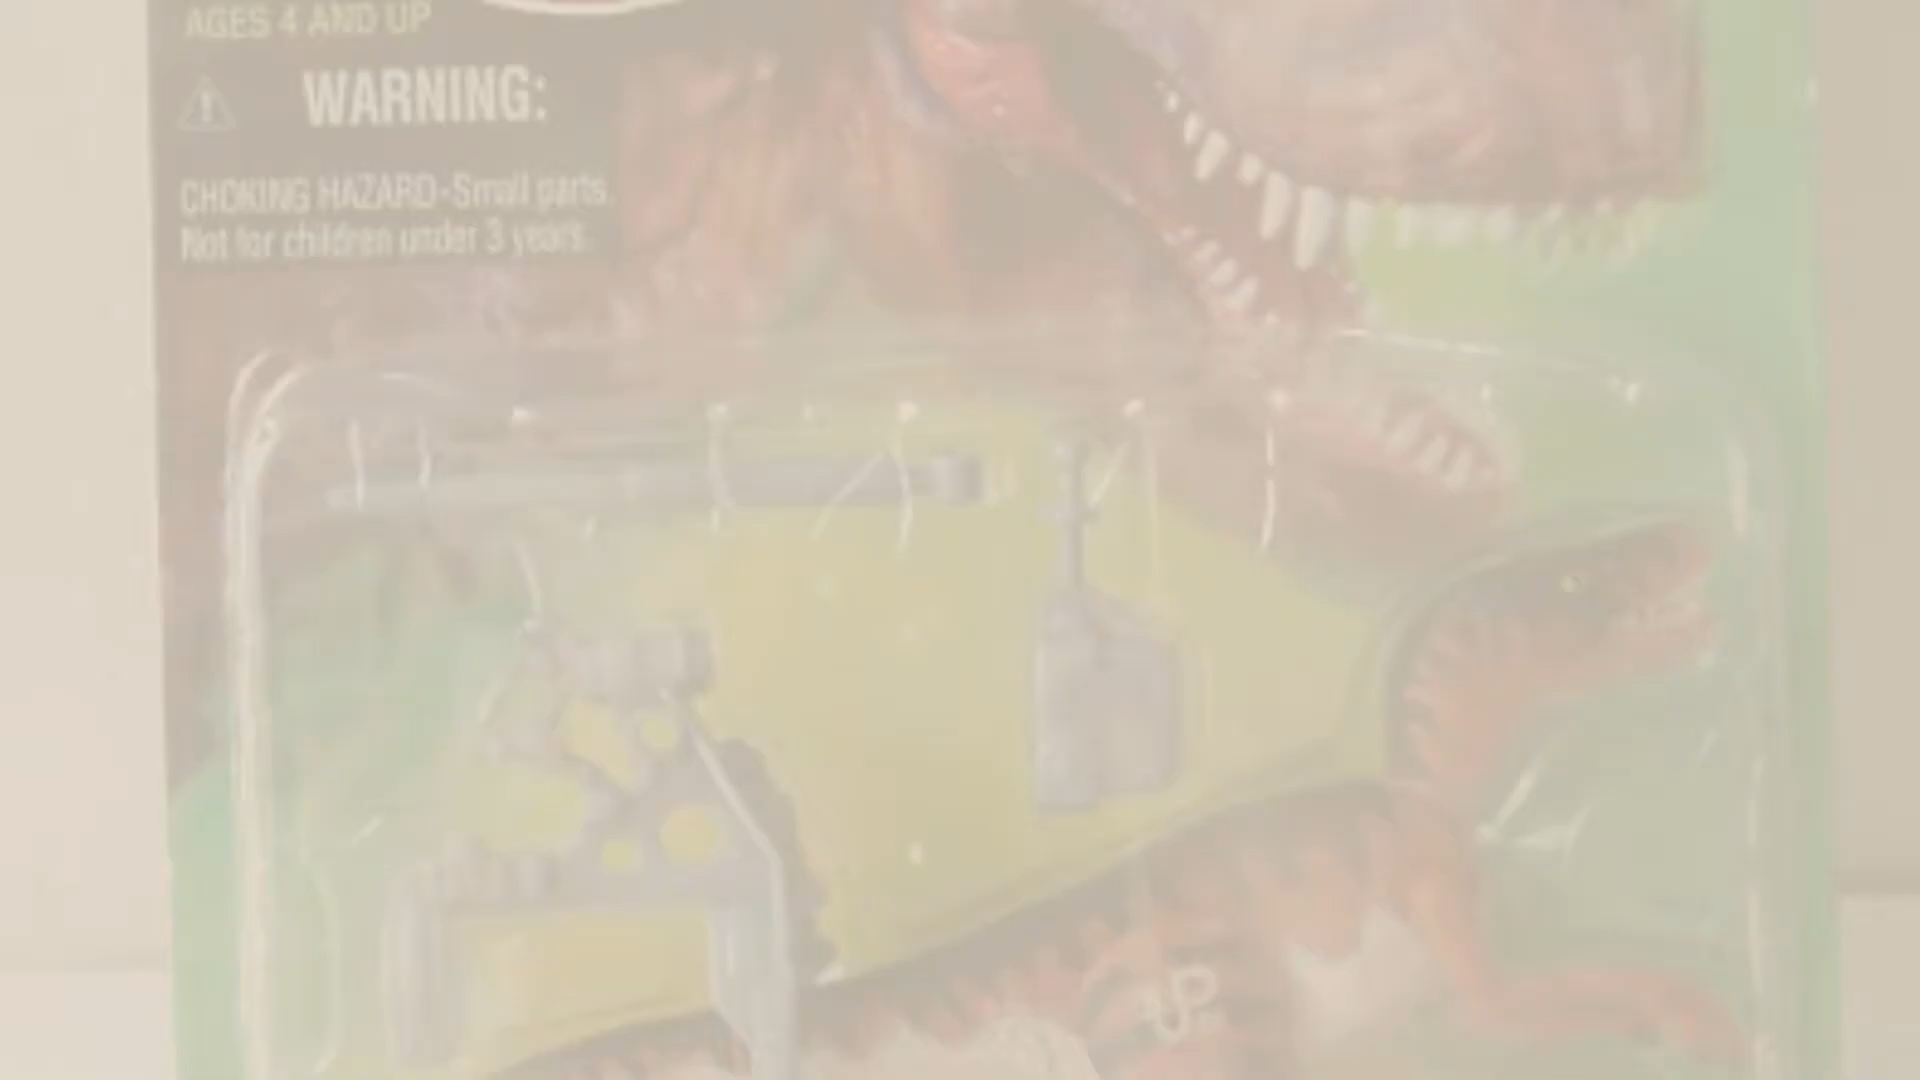 AGES 4 AND UP
WARNING:
CHOKING HAZARD-Small parts.
Not for children under 3 years.